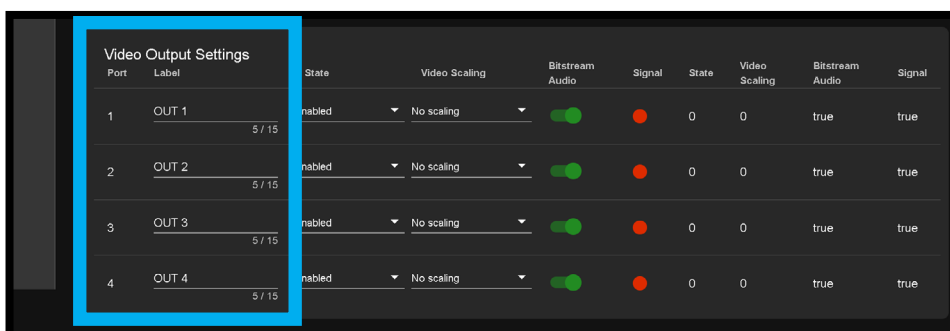 Video Output Settings
Port Label State Video Scaling Bitstream Audio Signal State Video Scaling Bitstream Audio Signal
1 OUT 1 nabled No scaling 0 0 true true
5 / 15
2 OUT 2 nabled No scaling 0 0 true true
5 / 15
3 OUT 3 nabled No scaling 0 0 true true
5 / 15
4 OUT 4 nabled No scaling 0 0 true true
5 / 15